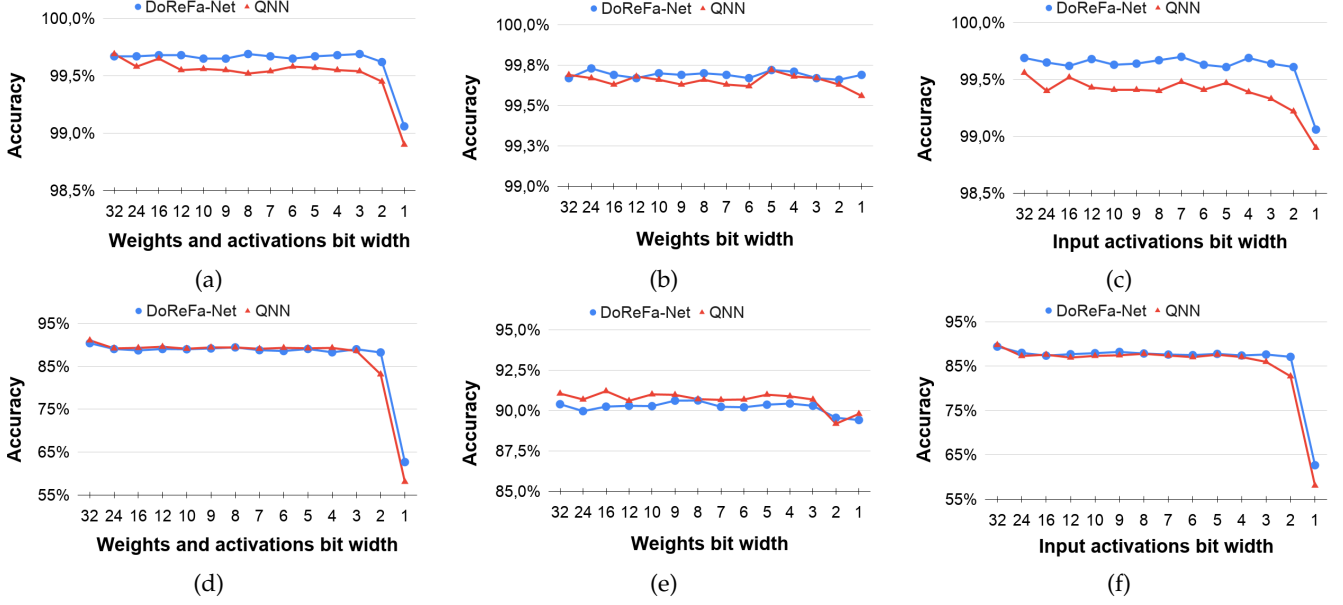 DoReFa-Net QNN
100,0%
99,5%
99,0%
98,5%
Accuracy
32 24 16 12 10 9 8 7 6 5 4 3 2 1
Weights and activations bit width
(a)
DoReFa-Net QNN
100,0%
99,8%
99,5%
99,3%
99,0%
Accuracy
32 24 16 12 10 9 8 7 6 5 4 3 2 1
Weights bit width
(b)
DoReFa-Net QNN
100,0%
99,5%
99,0%
98,5%
Accuracy
32 24 16 12 10 9 8 7 6 5 4 3 2 1
Input activations bit width
(c)
DoReFa-Net QNN
95%
85%
75%
65%
55%
Accuracy
32 24 16 12 10 9 8 7 6 5 4 3 2 1
Weights and activations bit width
(d)
DoReFa-Net QNN
95,0%
92,5%
90,0%
87,5%
85,0%
Accuracy
32 24 16 12 10 9 8 7 6 5 4 3 2 1
Weights bit width
(e)
DoReFa-Net QNN
95%
85%
75%
65%
55%
Accuracy
32 24 16 12 10 9 8 7 6 5 4 3 2 1
Input activations bit width
(f)